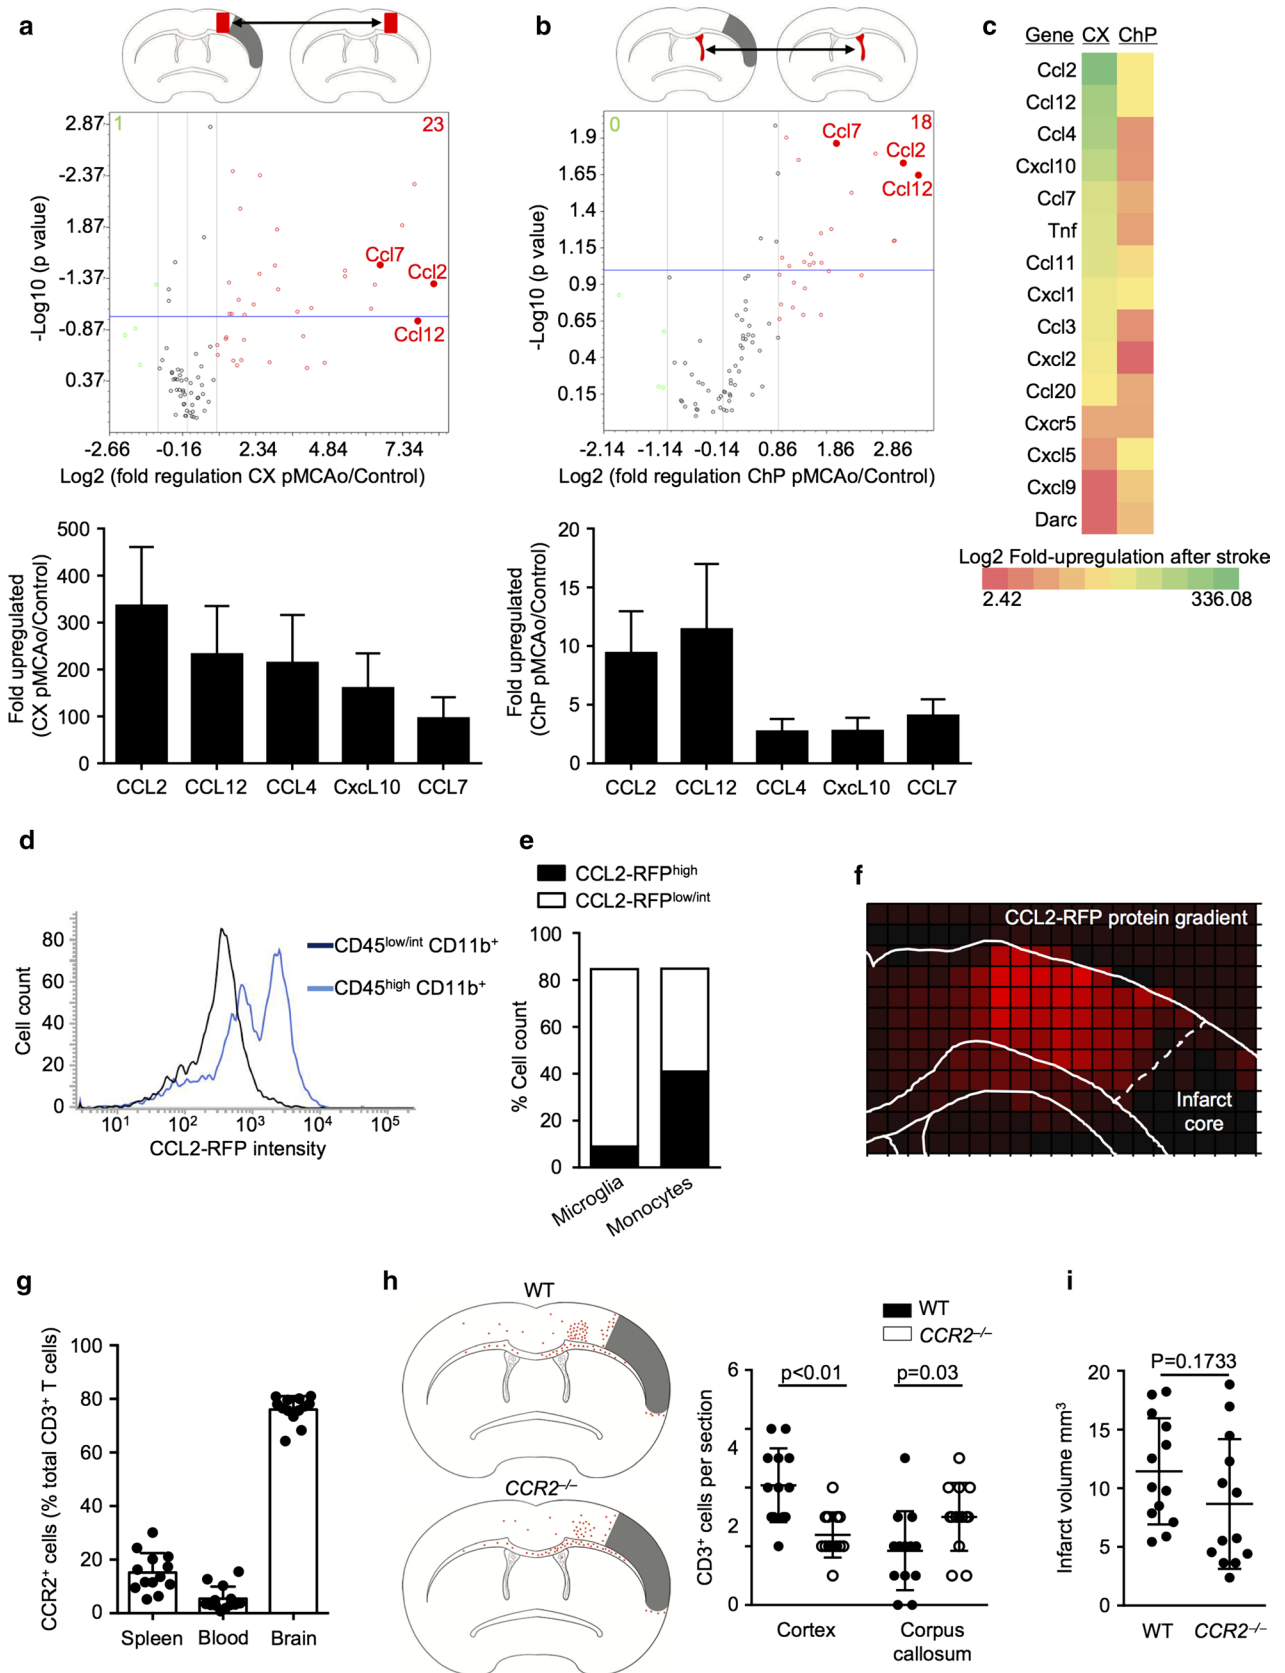 a
1
23
Ccl7
Ccl2
Ccl12
2.87
-2.37
1.87
-1.37
-0.87
0.37
-Log10 (p value)
-2.66 -0.16 2.34 4.84 7.34
Log2 (fold regulation CX pMCAo/Control)
500
400
300
200
100
0
Fold upregulated
(CX pMCAo/Control)
CCL2 CCL12 CCL4 CxcL10 CCL7
b
0
18
Ccl7
Ccl2
Ccl12
1.9
1.65
1.4
1.15
0.9
0.65
0.4
0.15
-Log10 (p value)
-2.14 -1.14 -0.14 0.86 1.86 2.86
Log2 (fold regulation ChP pMCAo/Control)
20
15
10
5
0
Fold upregulated
(ChP pMCAo/Control)
CCL2 CCL12 CCL4 CxcL10 CCL7
c
Gene CX ChP
Ccl2
Ccl12
Ccl4
Cxcl10
Ccl7
Tnf
Ccl11
Cxcl1
Ccl3
Cxcl2
Ccl20
Cxcr5
Cxcl5
Cxcl9
Darc
Log2 Fold-upregulation after stroke
2.42 336.08
d
80
60
40
20
0
Cell count
CD45low/int CD11b+
CD45high CD11b+
10^1 10^2 10^3 10^4 10^5
CCL2-RFP intensity
e
CCL2-RFPhigh
CCL2-RFPlow/int
100
80
60
40
20
0
% Cell count
Microglia
Monocytes
f
CCL2-RFP protein gradient
Infarct
core
g
100
80
60
40
20
0
CCR2+ cells (% total CD3+ T cells)
Spleen Blood Brain
h
WT
CCR2–/–
WT
CCR2–/–
6
4
2
0
CD3+ cells per section
p<0.01
p=0.03
Cortex Corpus
callosum
i
P=0.1733
20
15
10
5
0
Infarct volume mm3
WT CCR2–/–